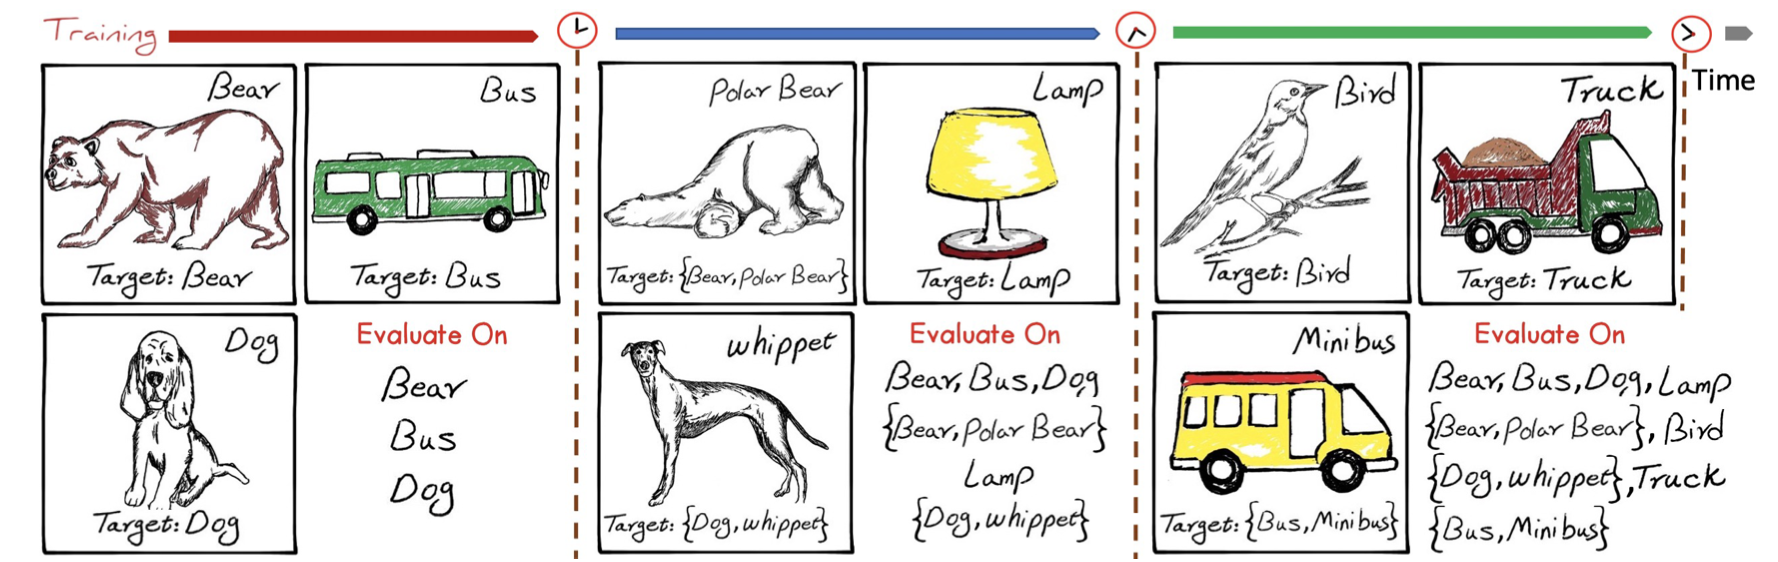 Training
Time
Bear
Target: Bear
Bus
Target: Bus
Dog
Target: Dog
Evaluate On
Bear
Bus
Dog
Polar Bear
Target: {Bear, Polar Bear}
Lamp
Target: Lamp
whippet
Target: {Dog, whippet}
Evaluate On
Bear, Bus, Dog
{Bear, Polar Bear}
Lamp
{Dog, whippet}
Bird
Target: Bird
Truck
Target: Truck
Minibus
Target: {Bus, Minibus}
Evaluate On
Bear, Bus, Dog, Lamp
{Bear, Polar Bear}, Bird
{Dog, whippet}, Truck
{Bus, Minibus}